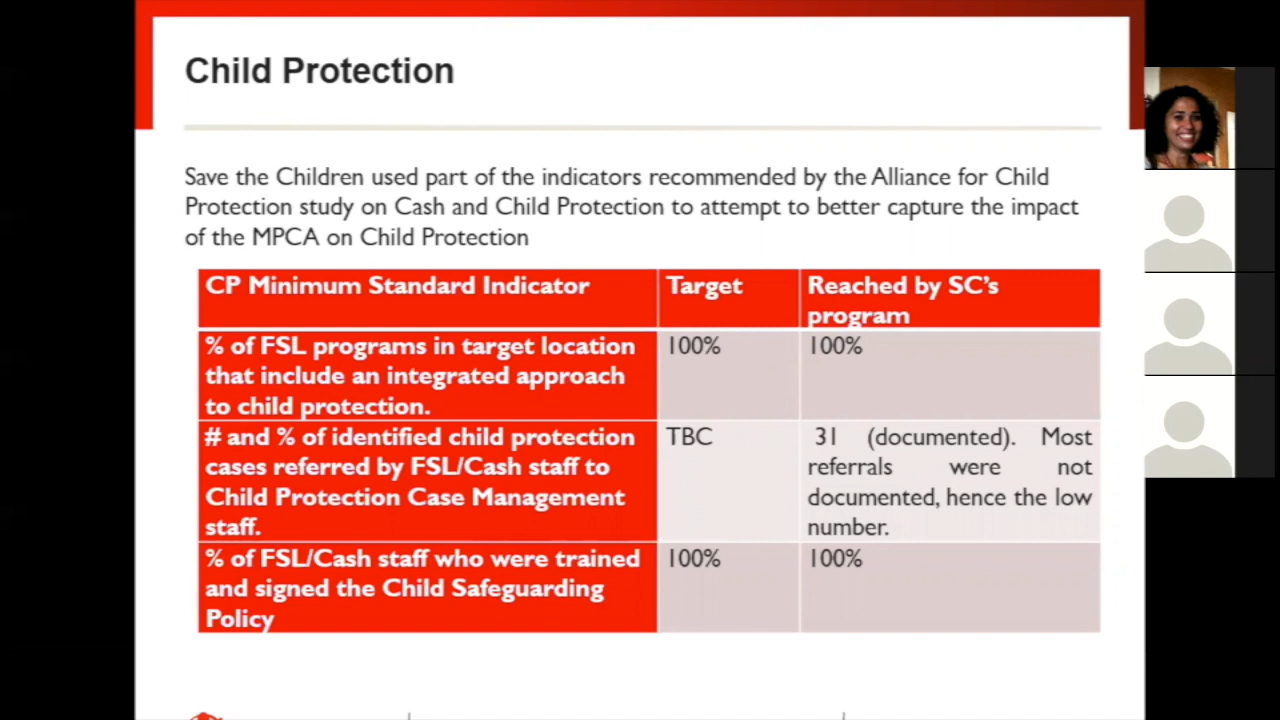 Child Protection
Save the Children used part of the indicators recommended by the Alliance for Child
Protection study on Cash and Child Protection to attempt to better capture the impact
of the MPCA on Child Protection
CP Minimum Standard Indicator
Target
Reached by SC’s
program
% of FSL programs in target location
that include an integrated approach
to child protection.
100%
100%
# and % of identified child protection
cases referred by FSL/Cash staff to
Child Protection Case Management
staff.
TBC
31 (documented). Most
referrals were not
documented, hence the low
number.
% of FSL/Cash staff who were trained
and signed the Child Safeguarding
Policy
100%
100%